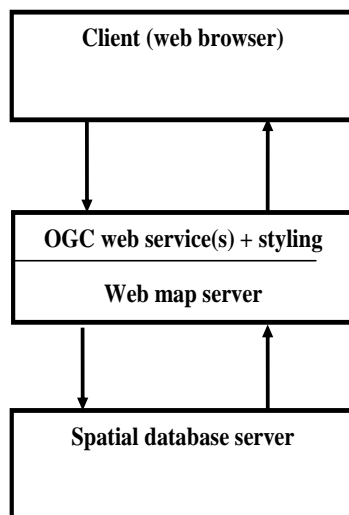 Client (web browser)
OGC web service(s) + styling
Web map server
Spatial database server